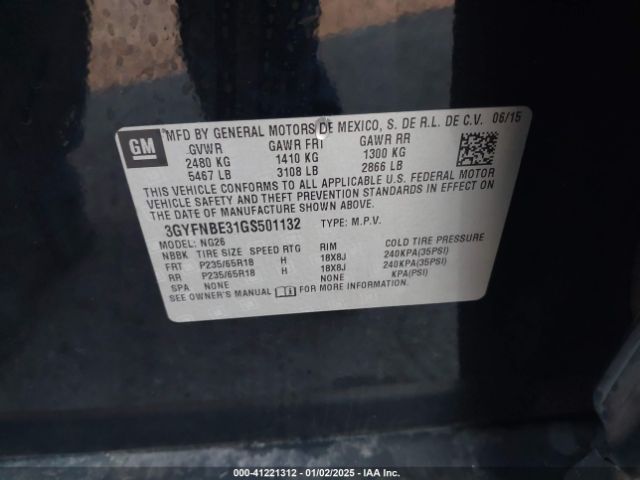 GM
MFD BY GENERAL MOTORS DE MEXICO, S. DE R.L. DE C.V. 06/15
GVWR GAWR FRT GAWR RR
2480 KG 1410 KG 1300 KG
5467 LB 3108 LB 2866 LB
THIS VEHICLE CONFORMS TO ALL APPLICABLE U.S. FEDERAL MOTOR
VEHICLE SAFETY AND THEFT PREVENTION STANDARDS IN EFFECT ON
THE DATE OF MANUFACTURE SHOWN ABOVE.
3GYFNBE31GS501132 TYPE: M.P.V.
MODEL: NG26
NBBK TIRE SIZE SPEED RTG RIM COLD TIRE PRESSURE
FRT P235/65R18 H 18X8J 240KPA(35PSI)
RR P235/65R18 H 18X8J 240KPA(35PSI)
SPA NONE NONE KPA(PSI)
SEE OWNER'S MANUAL FOR MORE INFORMATION
STOCK NO - 41221312 | 01/02/2025 - IAA Inc.